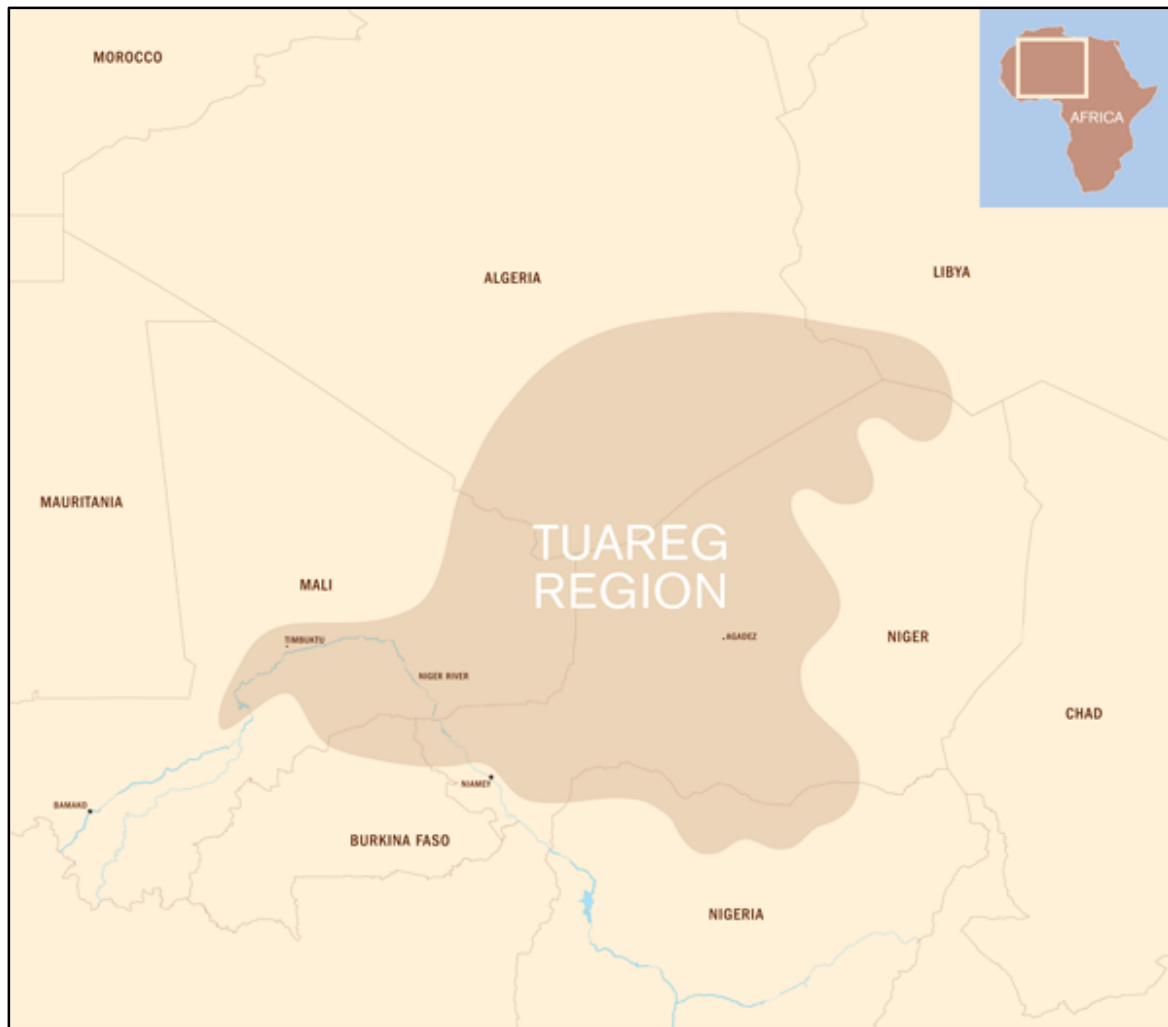 MOROCCO
AFRICA
ALGERIA
LIBYA
MAURITANIA
TUAREG
REGION
MALI
TIMBUKTU
AGADEZ
NIGER
NIGER RIVER
CHAD
NIAMEY
BAMAKO
BURKINA FASO
NIGERIA